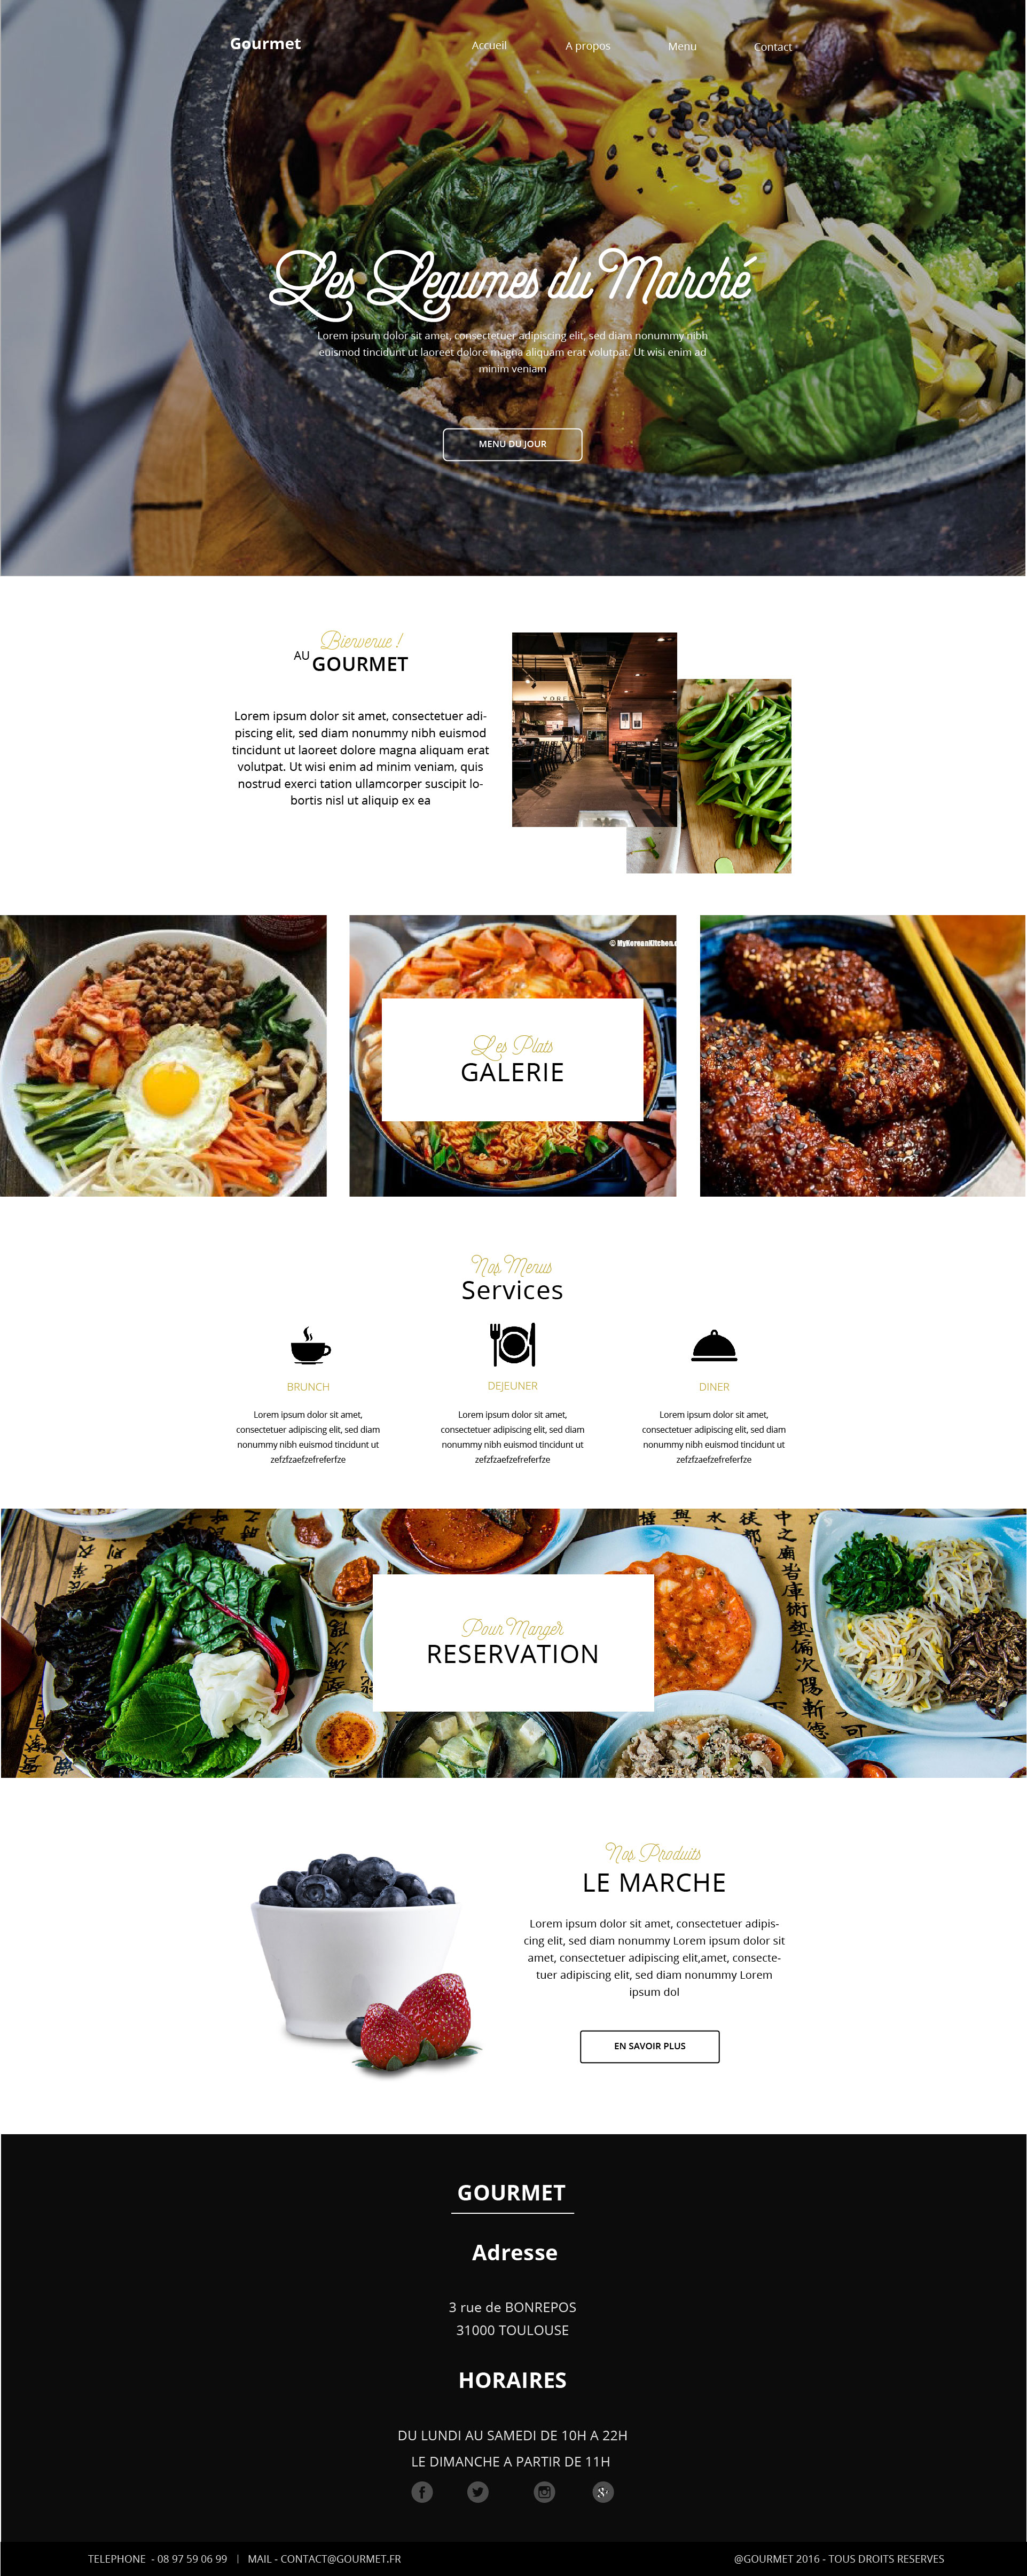 Gourmet
Accueil
A propos
Menu
Contact
Les Legumes du Marché
Lorem ipsum dolor sit amet, consectetuer adipiscing elit, sed diam nonummy nibh
euismod tincidunt ut laoreet dolore magna aliquam erat volutpat. Ut wisi enim ad
minim veniam
MENU DU JOUR
Bienvenue !
AU GOURMET
Lorem ipsum dolor sit amet, consectetuer adi-
piscing elit, sed diam nonummy nibh euismod
tincidunt ut laoreet dolore magna aliquam erat
volutpat. Ut wisi enim ad minim veniam, quis
nostrud exerci tation ullamcorper suscipit lo-
bortis nisl ut aliquip ex ea
© MyKoreanKitchen.
Les Plats
GALERIE
Nos Menus
Services
BRUNCH
Lorem ipsum dolor sit amet,
consectetuer adipiscing elit, sed diam
nonummy nibh euismod tincidunt ut
zefzfzaefzefreferfze
DEJEUNER
Lorem ipsum dolor sit amet,
consectetuer adipiscing elit, sed diam
nonummy nibh euismod tincidunt ut
zefzfzaefzefreferfze
DINER
Lorem ipsum dolor sit amet,
consectetuer adipiscing elit, sed diam
nonummy nibh euismod tincidunt ut
zefzfzaefzefreferfze
Pour Manger
RESERVATION
Nos Produits
LE MARCHE
Lorem ipsum dolor sit amet, consectetuer adipis-
cing elit, sed diam nonummy Lorem ipsum dolor sit
amet, consectetuer adipiscing elit,amet, consecte-
tuer adipiscing elit, sed diam nonummy Lorem
ipsum dol
EN SAVOIR PLUS
GOURMET
Adresse
3 rue de BONREPOS
31000 TOULOUSE
HORAIRES
DU LUNDI AU SAMEDI DE 10H A 22H
LE DIMANCHE A PARTIR DE 11H
TELEPHONE - 08 97 59 06 99 | MAIL - CONTACT@GOURMET.FR
@GOURMET 2016 - TOUS DROITS RESERVES